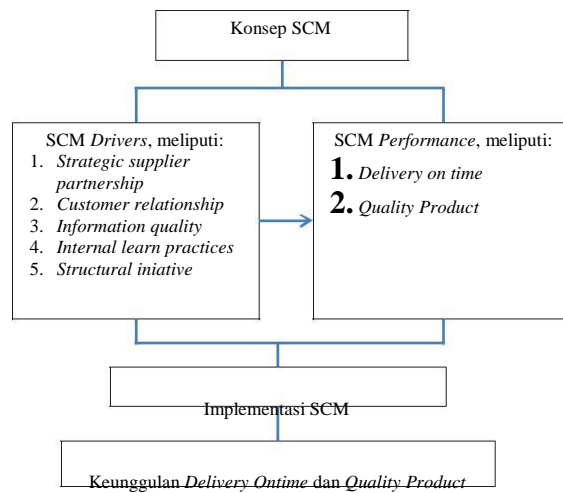 Konsep SCM
SCM Drivers, meliputi:
1. Strategic supplier
partnership
2. Customer relationship
3. Information quality
4. Internal learn practices
5. Structural iniative
SCM Performance, meliputi:
1. Delivery on time
2. Quality Product
Implementasi SCM
Keunggulan Delivery Ontime dan Quality Product